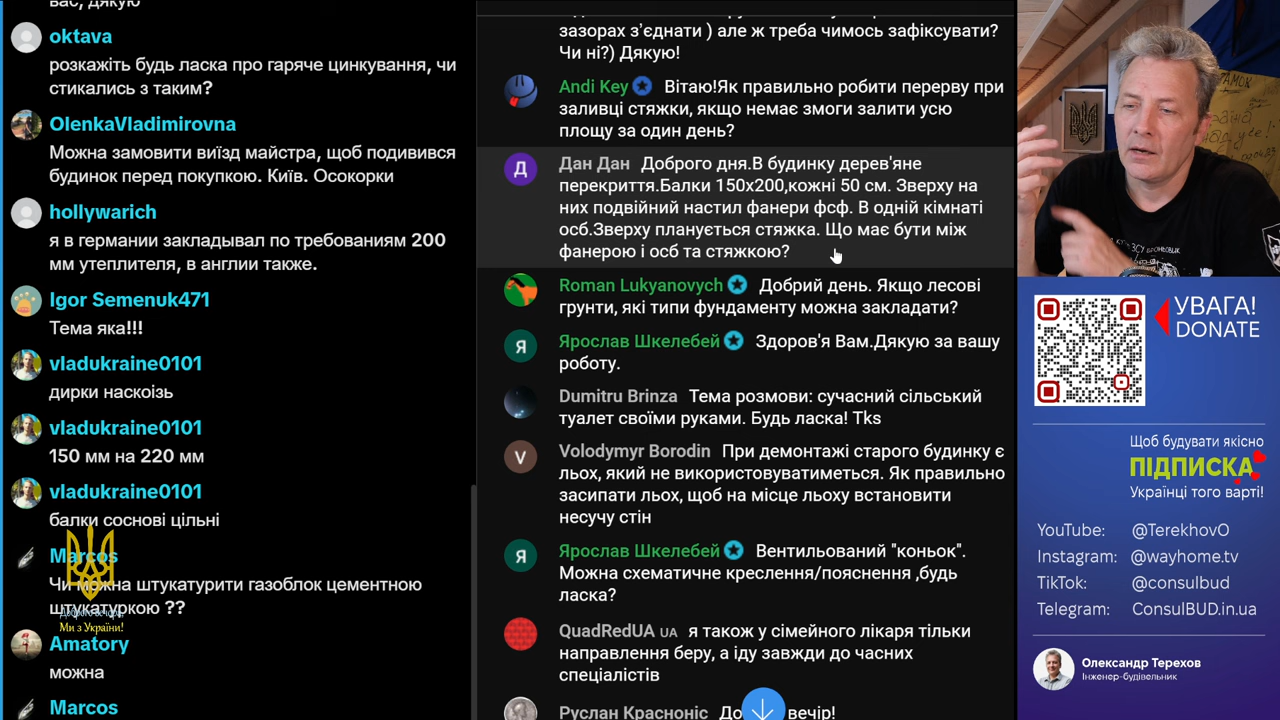 вас, дякую
oktava
розкажіть будь ласка про гаряче цинкування, чи
стикались з таким?
OlenkaVladimirovna
Можна замовити виїзд майстра, щоб подивився
будинок перед покупкою. Київ. Осокорки
hollywarich
я в германии закладывал по требованиям 200
мм утеплителя, в англии также.
Igor Semenuk471
Тема яка!!!
vladukraine0101
дирки наскоізь
vladukraine0101
150 мм на 220 мм
vladukraine0101
балки соснові цільні
Marcos
Чи можна штукатурити газоблок цементною
штукатуркою ??
Ми з України!
Amatory
можна
Marcos
зазорах з’єднати ) але ж треба чимось зафіксувати?
Чи ні?) Дякую!
Andi Key Вітаю!Як правильно робити перерву при
заливці стяжки, якщо немає змоги залити усю
площу за один день?
Д Дан Дан Доброго дня.В будинку дерев'яне
перекриття.Балки 150х200,кожні 50 см. Зверху на
них подвійний настил фанери фсф. В одній кімнаті
осб.Зверху планується стяжка. Що має бути між
фанерою і осб та стяжкою?
Roman Lukyanovych Добрий день. Якщо лесові
грунти, які типи фундаменту можна закладати?
Я Ярослав Шкелебей Здоров'я Вам.Дякую за вашу
роботу.
Dumitru Brinza Тема розмови: сучасний сільський
туалет своїми руками. Будь ласка! Tks
V Volodymyr Borodin При демонтажі старого будинку є
льох, який не використовуватиметься. Як правильно
засипати льох, щоб на місце льоху встановити
несучу стін
Я Ярослав Шкелебей Вентильований "коньок".
Можна схематичне креслення/пояснення ,будь
ласка?
QuadRedUA UA я також у сімейного лікаря тільки
направлення беру, а іду завжди до часних
спеціалістів
Руслан Красноніс До вечір!
УВАГА!
DONATE
Щоб будувати якісно
ПІДПИСКА
Українці того варті!
YouTube: @TerekhovO
Instagram: @wayhome.tv
TikTok: @consulbud
Telegram: ConsulBUD.in.ua
Олександр Терехов
Інженер-будівельник